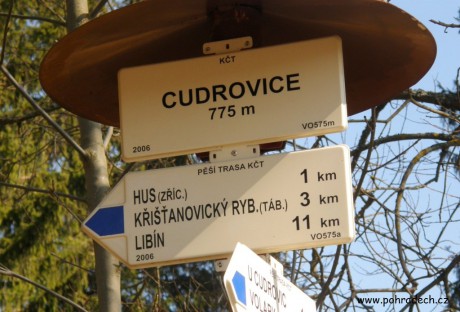 KČT
CUDROVICE
775 m
2006 VO575m
PĚŠÍ TRASA KČT
HUS (ZŘÍC.) 1 km
KŘIŠŤANOVICKÝ RYB. (TÁB.) 3 km
LIBÍN 11 km
2006 VO575a
U CUDROVIC
www.pohradech.cz